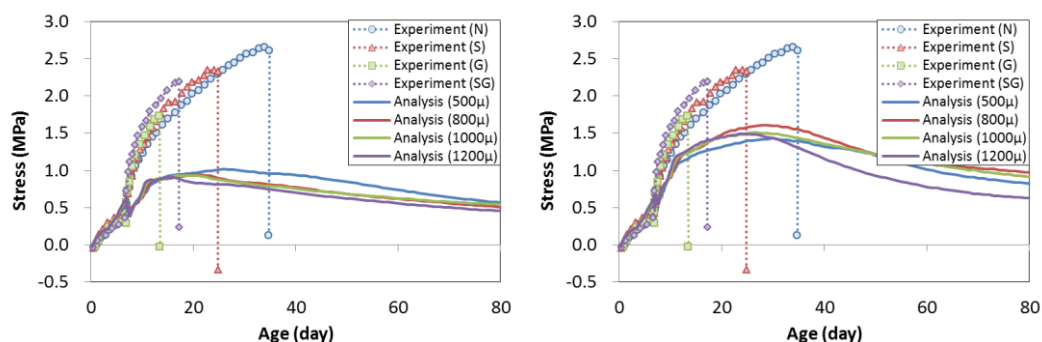 3.0
2.5
2.0
1.5
1.0
0.5
0.0
-0.5
Stress (MPa)
0
20
40
60
80
Age (day)
Experiment (N)
Experiment (S)
Experiment (G)
Experiment (SG)
Analysis (500μ)
Analysis (800μ)
Analysis (1000μ)
Analysis (1200μ)
3.0
2.5
2.0
1.5
1.0
0.5
0.0
-0.5
Stress (MPa)
0
20
40
60
80
Age (day)
Experiment (N)
Experiment (S)
Experiment (G)
Experiment (SG)
Analysis (500μ)
Analysis (800μ)
Analysis (1000μ)
Analysis (1200μ)